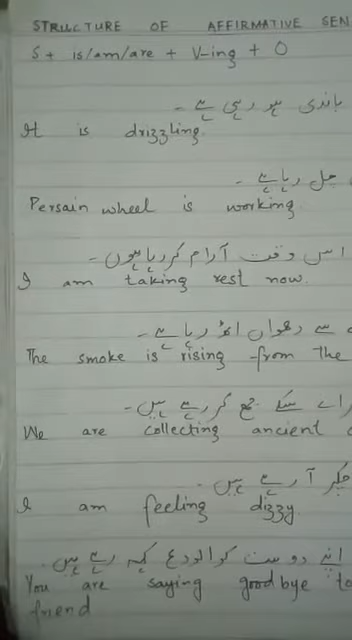 STRUCTURE OF AFFIRMATIVE SEN
S + is/am/are + V-ing + O
باندی ہو رہی ہے -
It is drizzling.
چل رہا ہے -
Persain wheel is working.
اس وقت آرام کر رہا ہوں -
I am taking rest now.
سے دھواں اٹھ رہا ہے -
The smoke is rising from the
سکے جمع کر رہے ہیں -
We are collecting ancient
چکر آ رہے ہیں -
I am feeling dizzy.
اپنے دوست کو الودع کہہ رہے ہیں.
You are saying goodbye to
friend